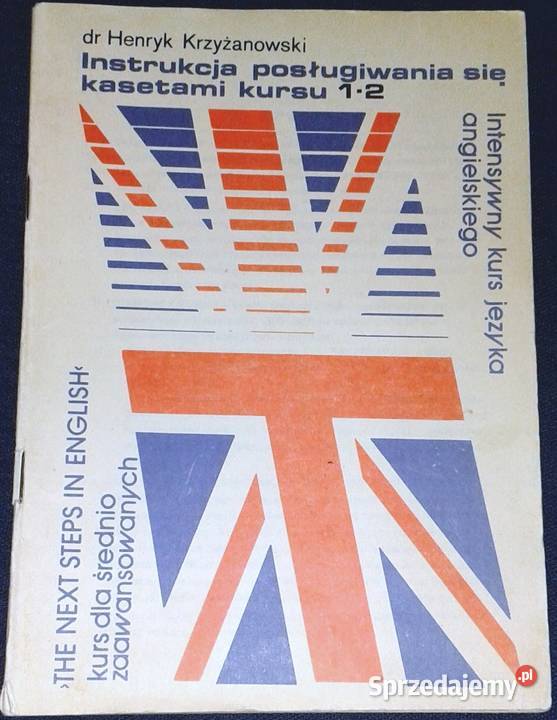 dr Henryk Krzyżanowski
Instrukcja posługiwania się
kasetami kursu 1·2
Intensywny kurs języka
angielskiego
›THE NEXT STEPS IN ENGLISH‹
kurs dla średnio
zaawansowanych
Sprzedajemy.pl